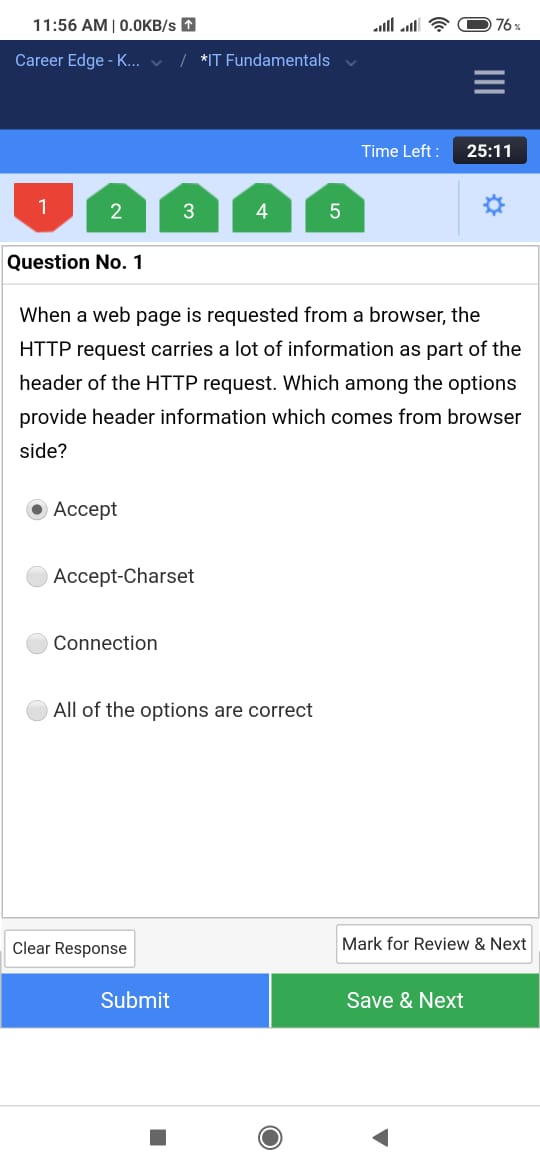 11:56 AM | 0.0KB/s
76%
Career Edge - K... / *IT Fundamentals
Time Left : 25:11
1 2 3 4 5
Question No. 1
When a web page is requested from a browser, the
HTTP request carries a lot of information as part of the
header of the HTTP request. Which among the options
provide header information which comes from browser
side?
Accept
Accept-Charset
Connection
All of the options are correct
Clear Response
Mark for Review & Next
Submit
Save & Next